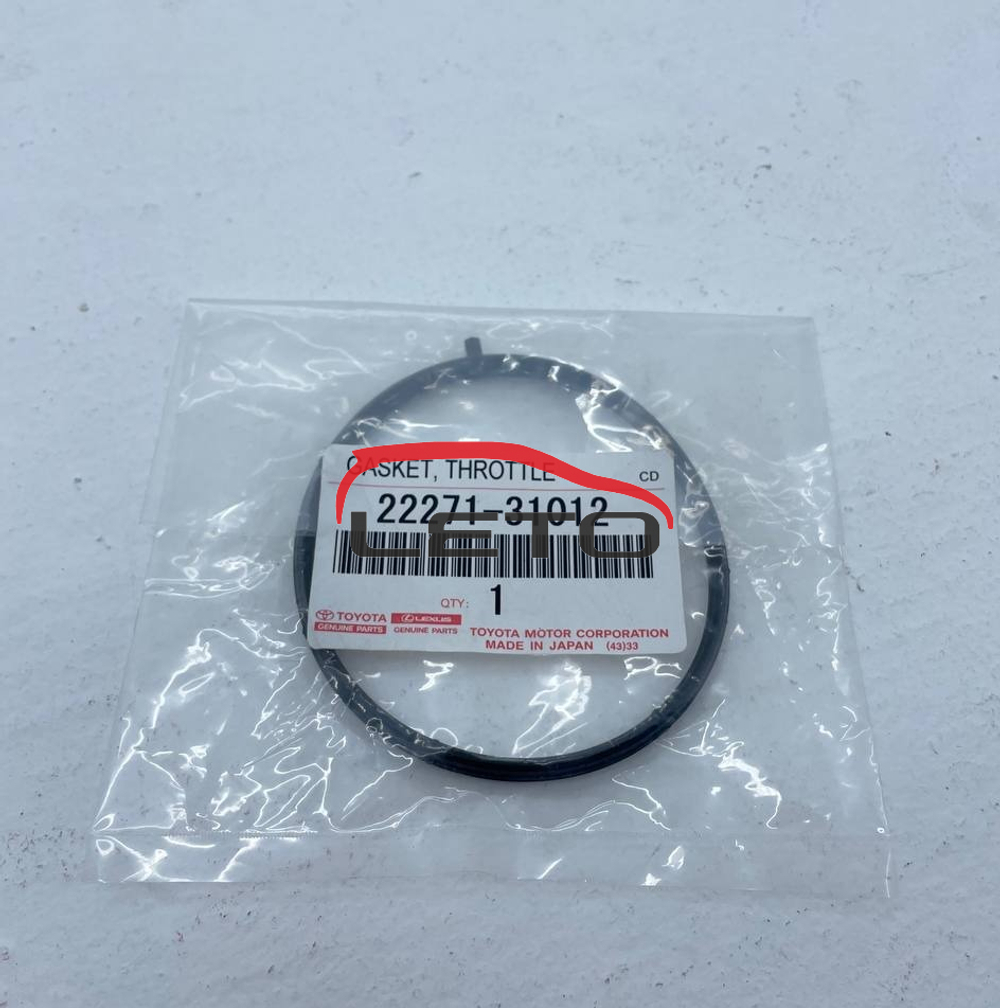 GASKET, THROTTLE
CD
22271-31012
LETO
QTY: 1
TOYOTA
GENUINE PARTS
LEXUS
GENUINE PARTS
TOYOTA MOTOR CORPORATION
MADE IN JAPAN (43)33